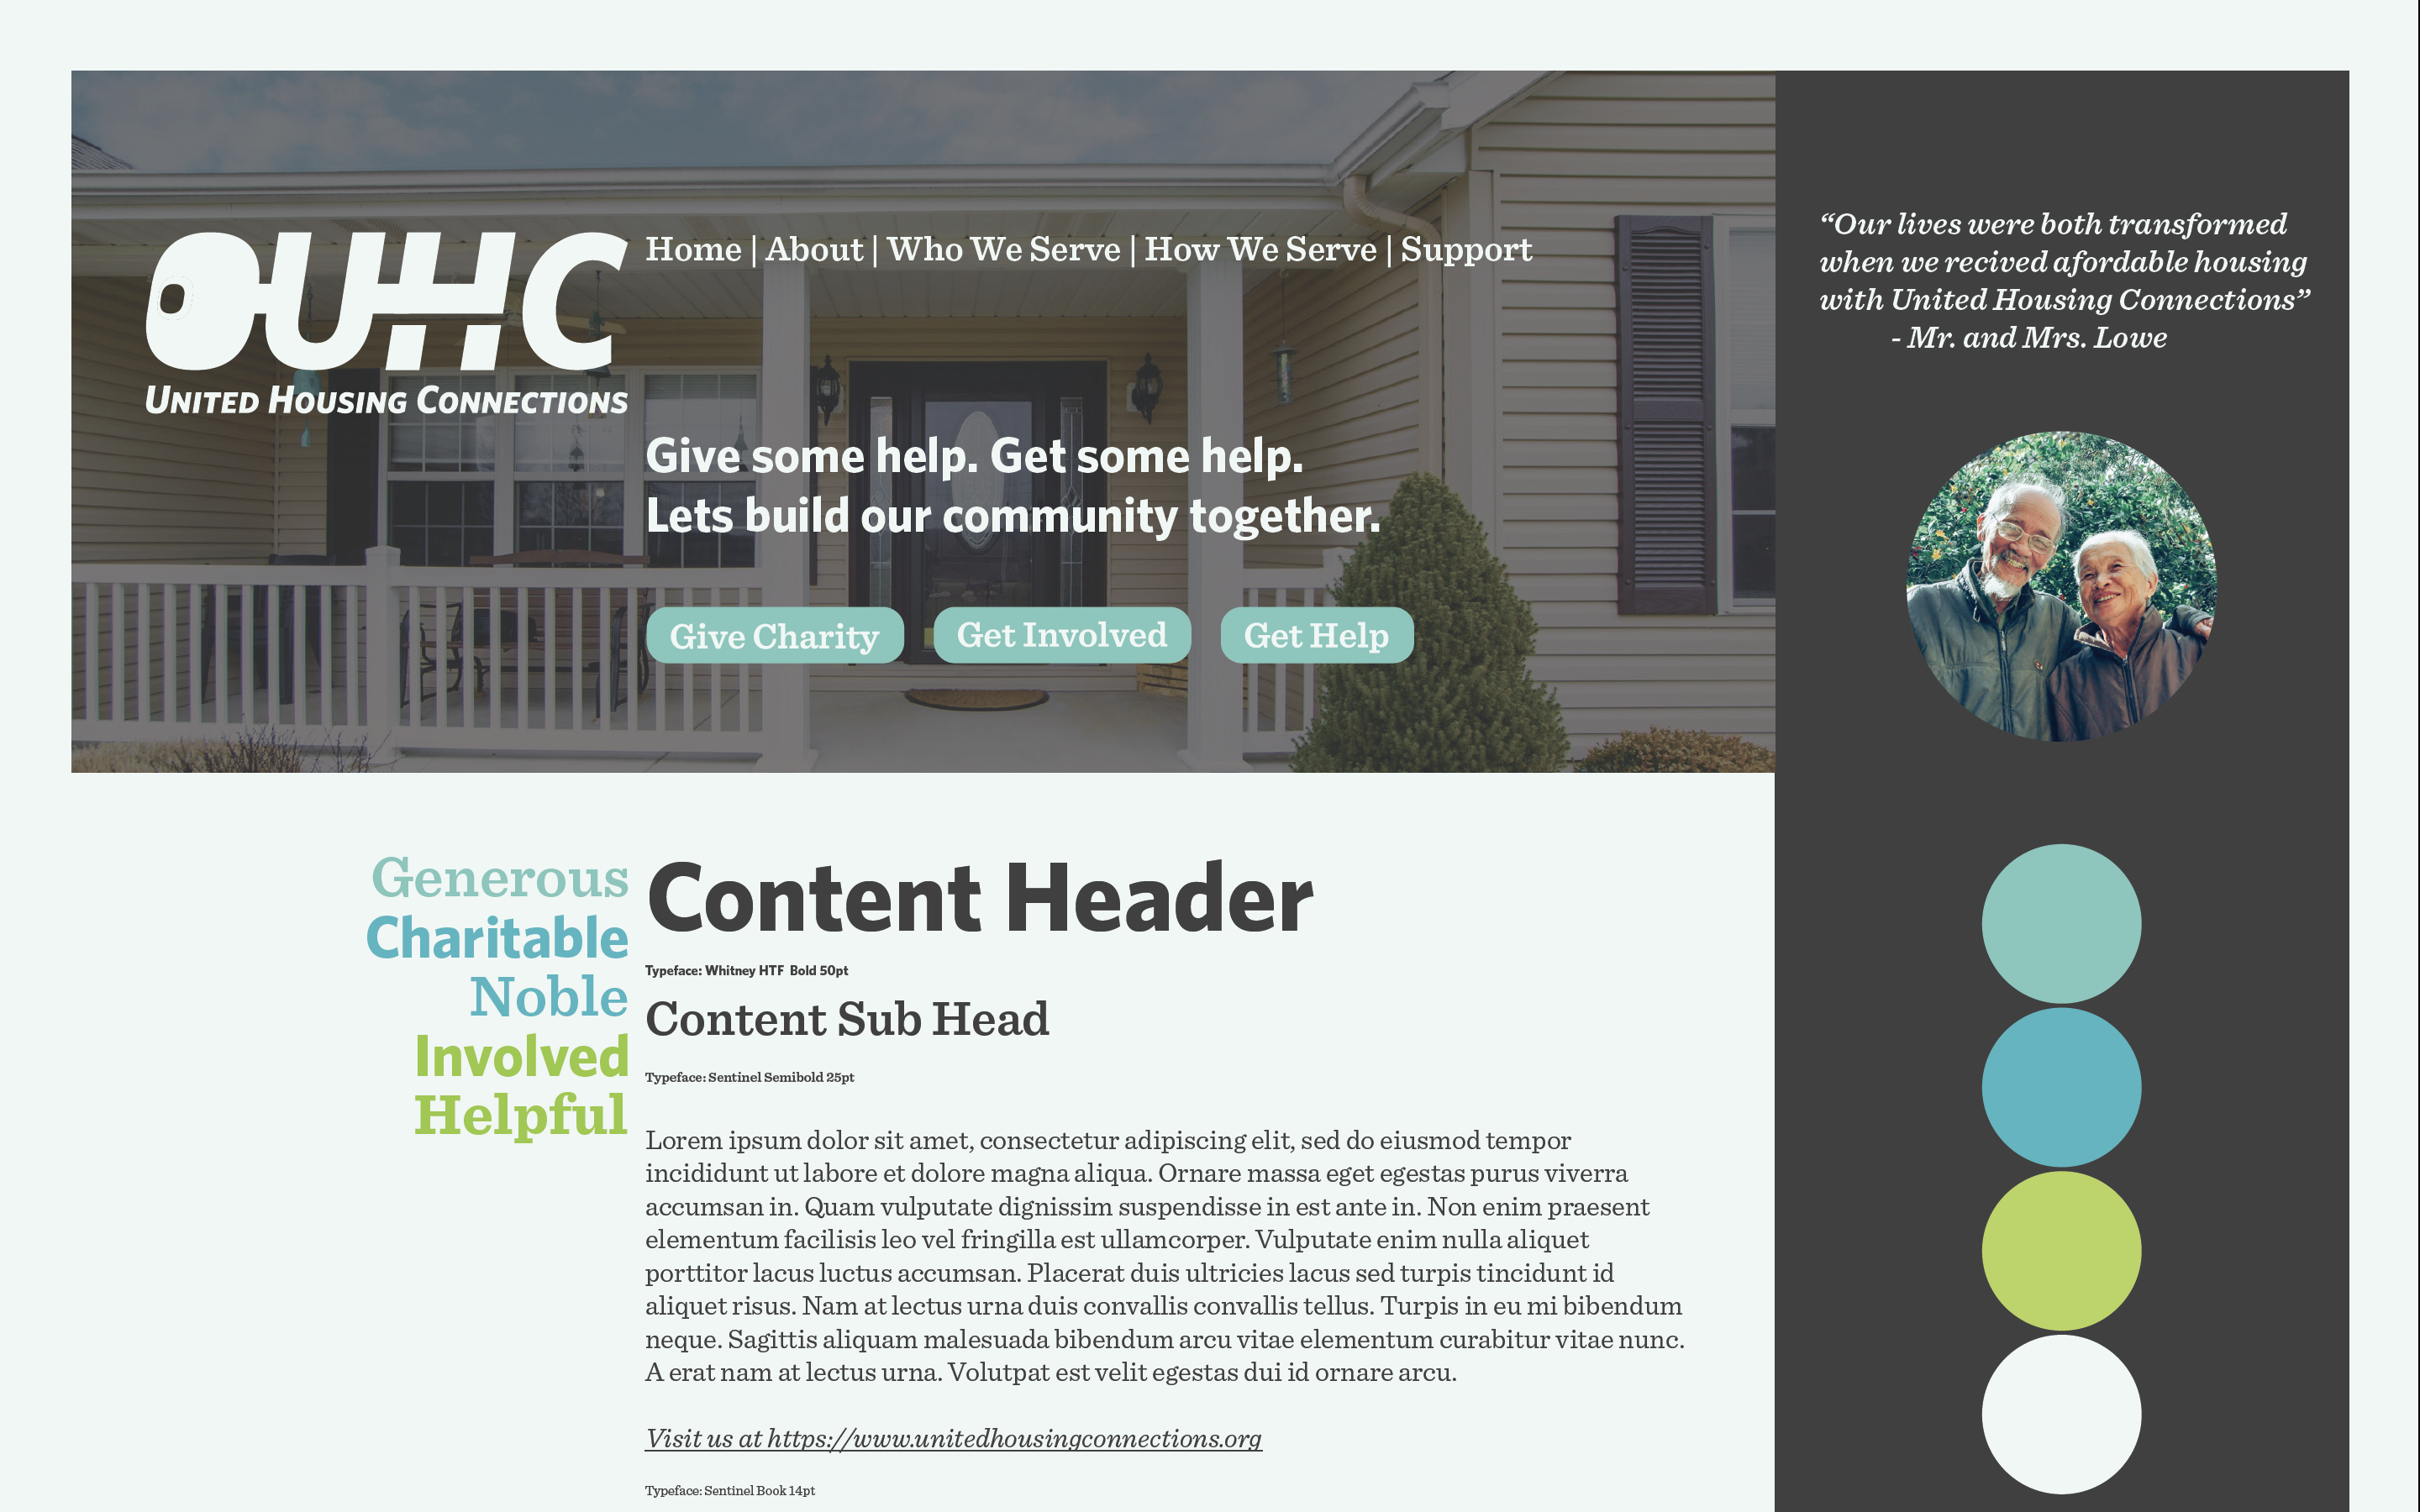 OUHC
UNITED HOUSING CONNECTIONS
Home | About | Who We Serve | How We Serve | Support
Give some help. Get some help.
Lets build our community together.
Give Charity
Get Involved
Get Help
“Our lives were both transformed
when we recived afordable housing
with United Housing Connections”
- Mr. and Mrs. Lowe
Generous
Charitable
Noble
Involved
Helpful
Content Header
Typeface: Whitney HTF Bold 50pt
Content Sub Head
Typeface: Sentinel Semibold 25pt
Lorem ipsum dolor sit amet, consectetur adipiscing elit, sed do eiusmod tempor
incididunt ut labore et dolore magna aliqua. Ornare massa eget egestas purus viverra
accumsan in. Quam vulputate dignissim suspendisse in est ante in. Non enim praesent
elementum facilisis leo vel fringilla est ullamcorper. Vulputate enim nulla aliquet
porttitor lacus luctus accumsan. Placerat duis ultricies lacus sed turpis tincidunt id
aliquet risus. Nam at lectus urna duis convallis convallis tellus. Turpis in eu mi bibendum
neque. Sagittis aliquam malesuada bibendum arcu vitae elementum curabitur vitae nunc.
A erat nam at lectus urna. Volutpat est velit egestas dui id ornare arcu.
Visit us at https://www.unitedhousingconnections.org
Typeface: Sentinel Book 14pt